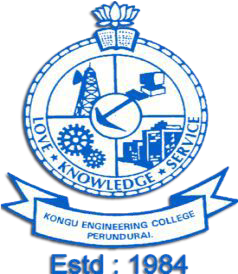 LOVE ★ KNOWLEDGE ★ SERVICE
KONGU ENGINEERING COLLEGE
PERUNDURAI.
Estd : 1984